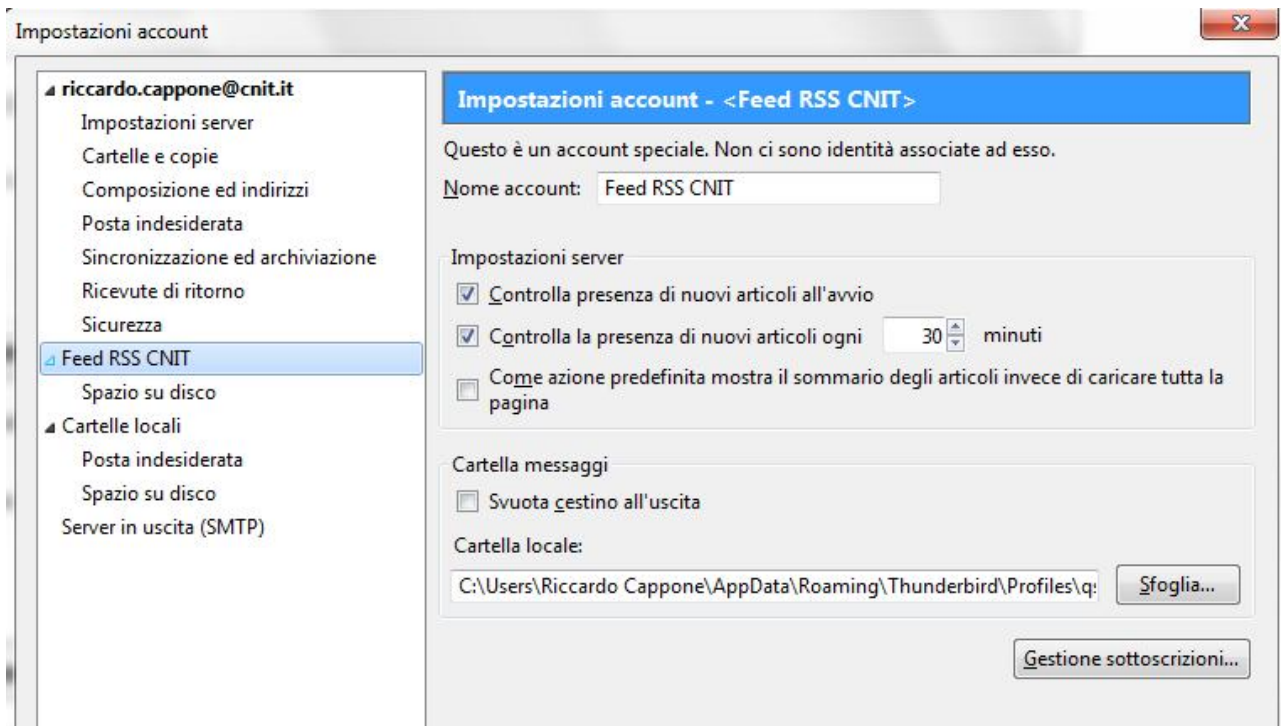 Impostazioni account
riccardo.cappone@cnit.it
Impostazioni server
Cartelle e copie
Composizione ed indirizzi
Posta indesiderata
Sincronizzazione ed archiviazione
Ricevute di ritorno
Sicurezza
Feed RSS CNIT
Spazio su disco
Cartelle locali
Posta indesiderata
Spazio su disco
Server in uscita (SMTP)
Impostazioni account - <Feed RSS CNIT>
Questo è un account speciale. Non ci sono identità associate ad esso.
Nome account: Feed RSS CNIT
Impostazioni server
Controlla presenza di nuovi articoli all'avvio
Controlla la presenza di nuovi articoli ogni 30 minuti
Come azione predefinita mostra il sommario degli articoli invece di caricare tutta la
pagina
Cartella messaggi
Svuota cestino all'uscita
Cartella locale:
C:\Users\Riccardo Cappone\AppData\Roaming\Thunderbird\Profiles\q Sfoglia...
Gestione sottoscrizioni...